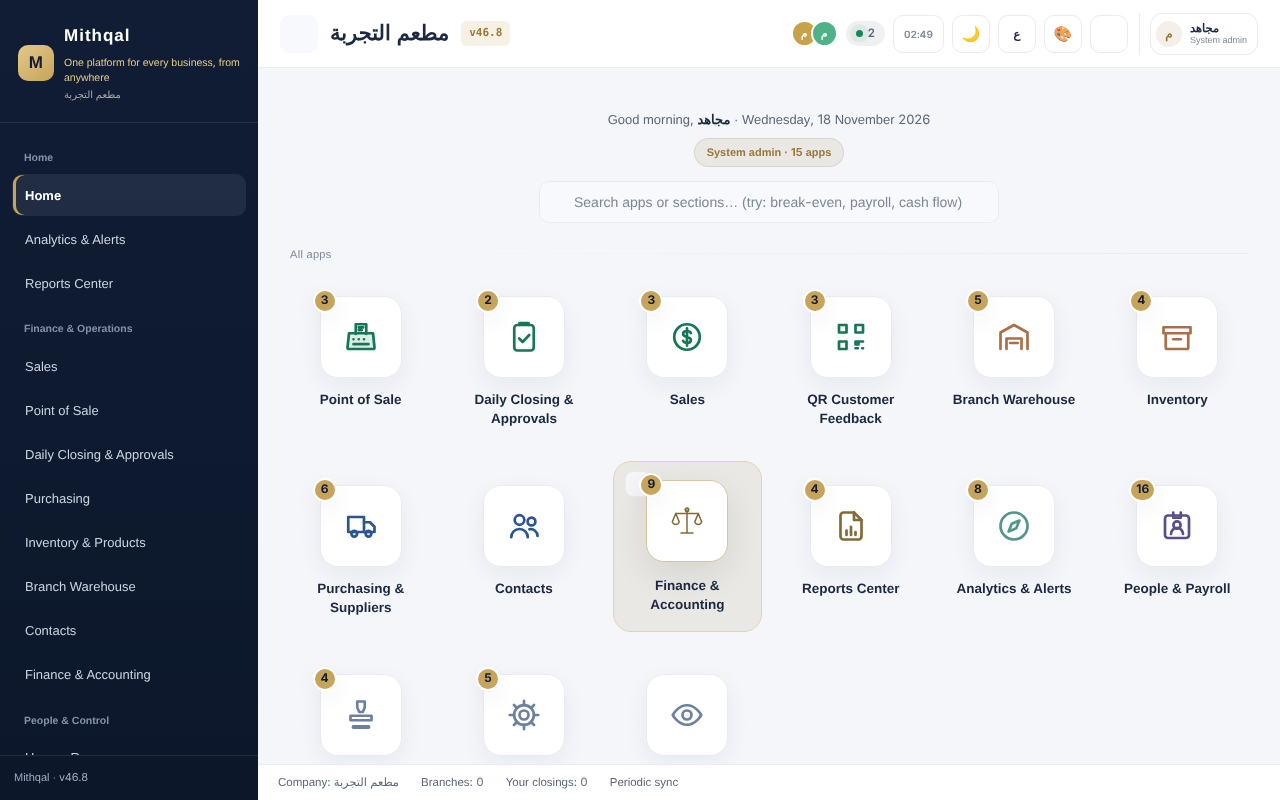 Mithqal
M
One platform for every business, from
anywhere
مطعم التجربة
Home
Home
Analytics & Alerts
Reports Center
Finance & Operations
Sales
Point of Sale
Daily Closing & Approvals
Purchasing
Inventory & Products
Branch Warehouse
Contacts
Finance & Accounting
People & Control
Mithqal · v46.8
مطعم التجربة
v46.8
م
م
2
02:49
🌙
ع
🎨
م
مجاهد
System admin
Good morning, مجاهد · Wednesday, 18 November 2026
System admin · 15 apps
Search apps or sections… (try: break-even, payroll, cash flow)
All apps
3
2
3
3
5
4
Point of Sale
Daily Closing &
Approvals
Sales
QR Customer
Feedback
Branch Warehouse
Inventory
6
9
4
8
16
Purchasing &
Suppliers
Contacts
Finance &
Accounting
Reports Center
Analytics & Alerts
People & Payroll
4
5
Company: مطعم التجربة
Branches: 0
Your closings: 0
Periodic sync